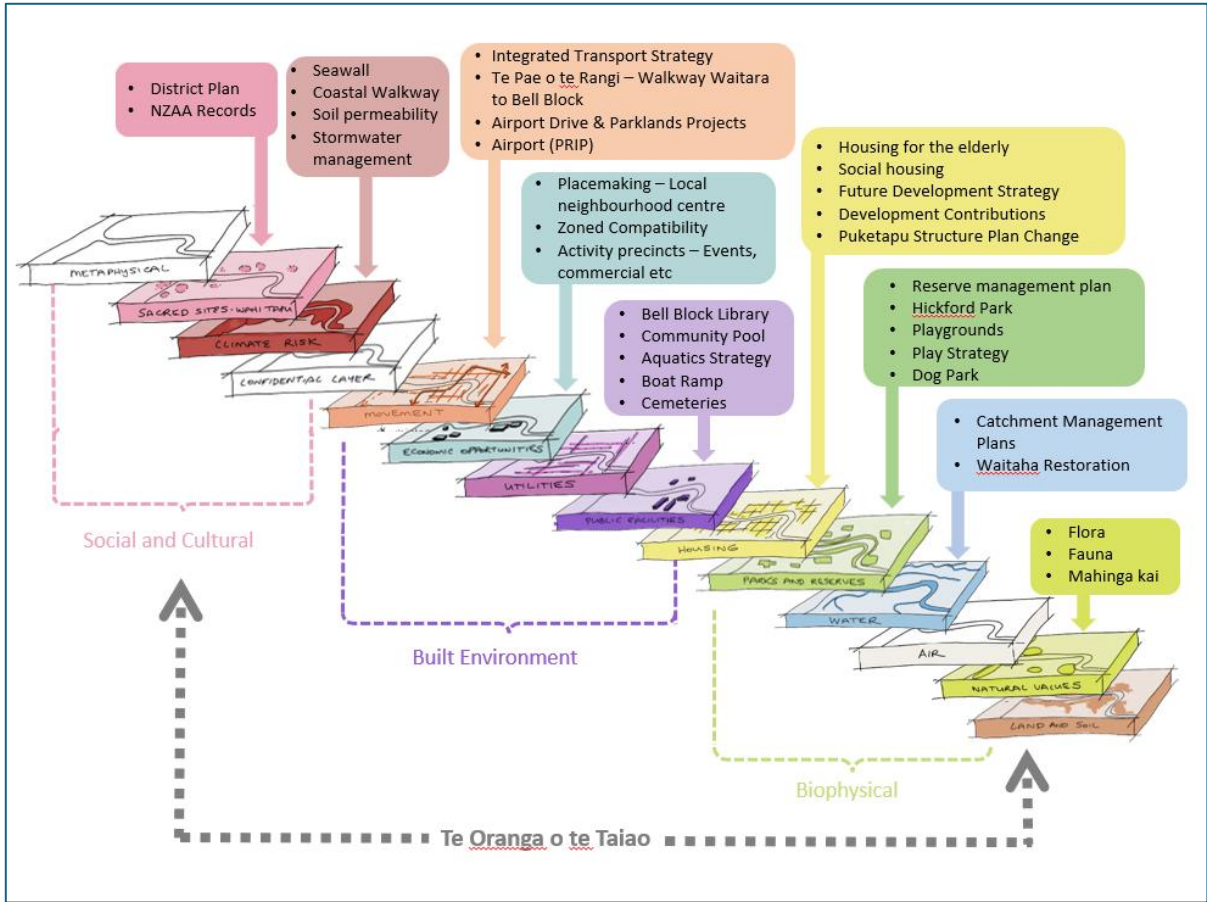 • District Plan
• NZAA Records
• Seawall
• Coastal Walkway
• Soil permeability
• Stormwater
management
• Integrated Transport Strategy
• Te Pae o te Rangi – Walkway Waitara
to Bell Block
• Airport Drive & Parklands Projects
• Airport (PRIP)
• Placemaking – Local
neighbourhood centre
• Zoned Compatibility
• Activity precincts – Events,
commercial etc
• Bell Block Library
• Community Pool
• Aquatics Strategy
• Boat Ramp
• Cemeteries
• Housing for the elderly
• Social housing
• Future Development Strategy
• Development Contributions
• Puketapu Structure Plan Change
• Reserve management plan
• Hickford Park
• Playgrounds
• Play Strategy
• Dog Park
• Catchment Management
Plans
• Waitaha Restoration
• Flora
• Fauna
• Mahinga kai
METAPHYSICAL
SACRED SITES - WAHI TAPU
CLIMATE RISK
CONFIDENTIAL LAYER
MOVEMENT
ECONOMIC OPPORTUNITIES
UTILITIES
PUBLIC FACILITIES
HOUSING
PARKS AND RESERVES
WATER
AIR
NATURAL VALUES
LAND AND SOIL
Social and Cultural
Built Environment
Biophysical
Te Oranga o te Taiao